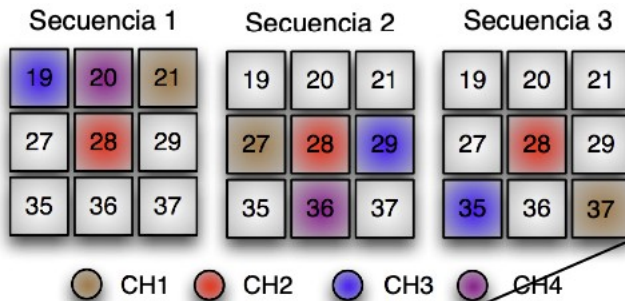 Secuencia 1 Secuencia 2 Secuencia 3
19 20 21 19 20 21 19 20 21
27 28 29 27 28 29 27 28 29
35 36 37 35 36 37 35 36 37
CH1 CH2 CH3 CH4